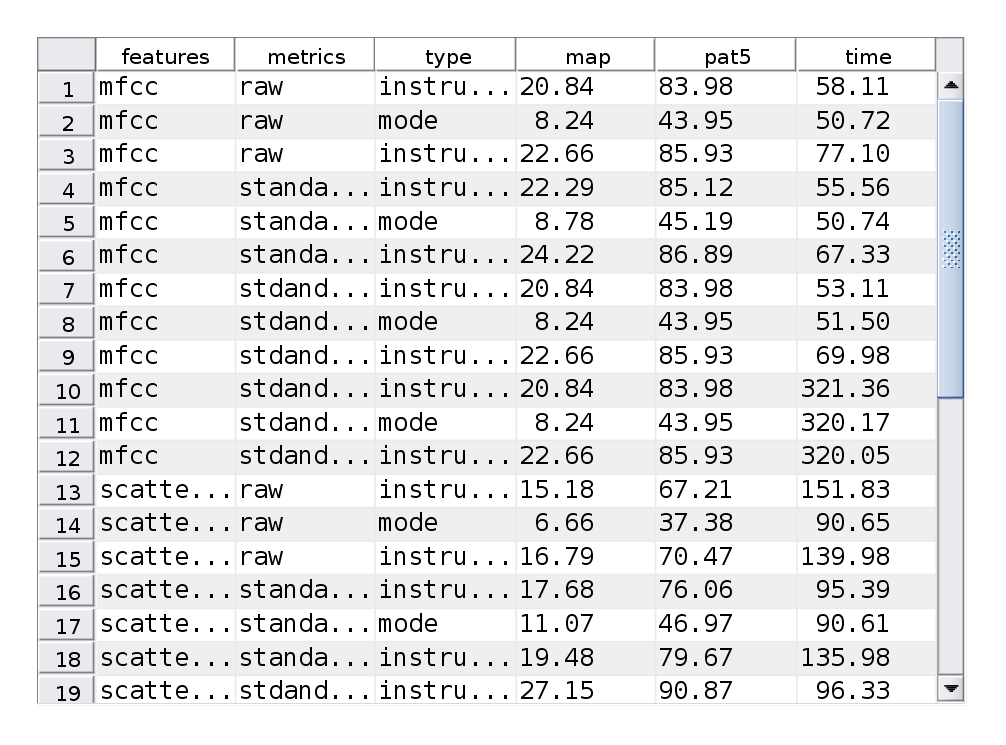 features metrics type map pat5 time
1 mfcc raw instru... 20.84 83.98 58.11
2 mfcc raw mode 8.24 43.95 50.72
3 mfcc raw instru... 22.66 85.93 77.10
4 mfcc standa... instru... 22.29 85.12 55.56
5 mfcc standa... mode 8.78 45.19 50.74
6 mfcc standa... instru... 24.22 86.89 67.33
7 mfcc stdand... instru... 20.84 83.98 53.11
8 mfcc stdand... mode 8.24 43.95 51.50
9 mfcc stdand... instru... 22.66 85.93 69.98
10 mfcc stdand... instru... 20.84 83.98 321.36
11 mfcc stdand... mode 8.24 43.95 320.17
12 mfcc stdand... instru... 22.66 85.93 320.05
13 scatte... raw instru... 15.18 67.21 151.83
14 scatte... raw mode 6.66 37.38 90.65
15 scatte... raw instru... 16.79 70.47 139.98
16 scatte... standa... instru... 17.68 76.06 95.39
17 scatte... standa... mode 11.07 46.97 90.61
18 scatte... standa... instru... 19.48 79.67 135.98
19 scatte... stdand... instru... 27.15 90.87 96.33